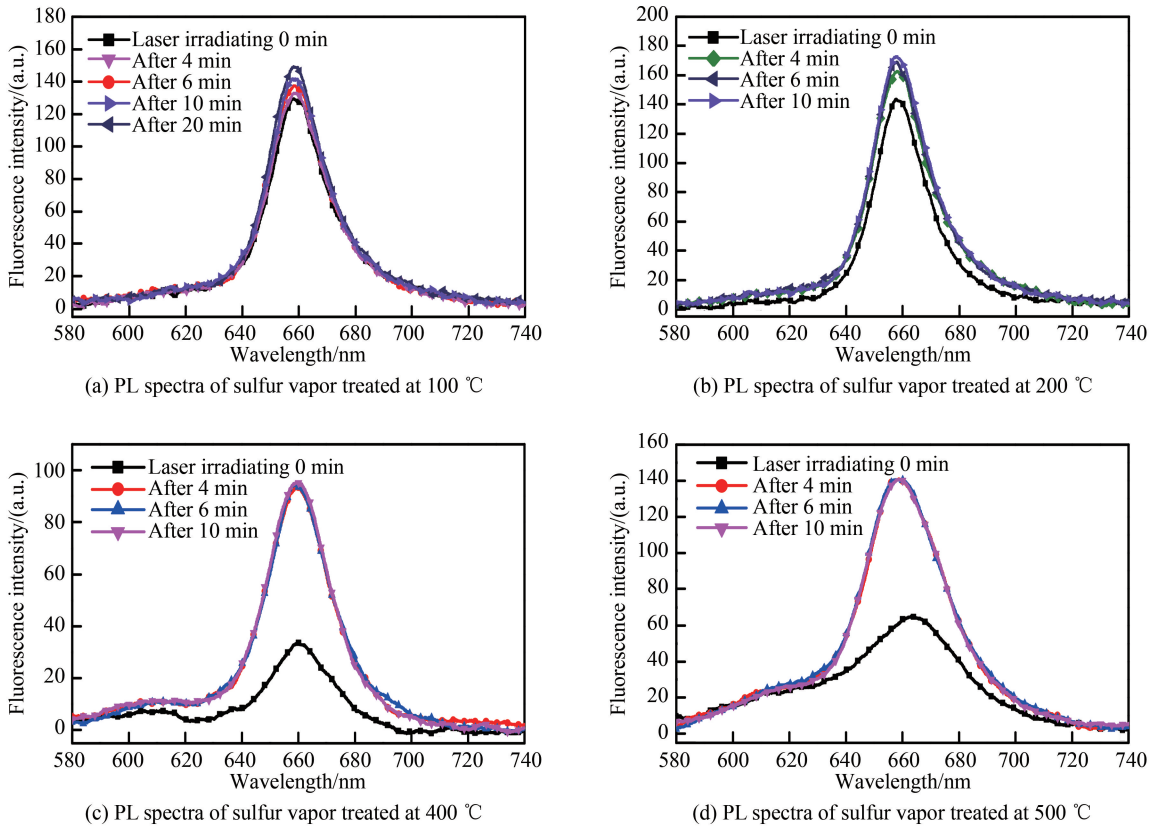 180
160
140
120
100
80
60
40
20
0
Fluorescence intensity/(a.u.)
Laser irradiating 0 min
After 4 min
After 6 min
After 10 min
After 20 min
580 600 620 640 660 680 700 720 740
Wavelength/nm
(a) PL spectra of sulfur vapor treated at 100 ℃
200
180
160
140
120
100
80
60
40
20
0
Fluorescence intensity/(a.u.)
Laser irradiating 0 min
After 4 min
After 6 min
After 10 min
580 600 620 640 660 680 700 720 740
Wavelength/nm
(b) PL spectra of sulfur vapor treated at 200 ℃
100
80
60
40
20
0
Fluorescence intensity/(a.u.)
Laser irradiating 0 min
After 4 min
After 6 min
After 10 min
580 600 620 640 660 680 700 720 740
Wavelength/nm
(c) PL spectra of sulfur vapor treated at 400 ℃
160
140
120
100
80
60
40
20
0
Fluorescence intensity/(a.u.)
Laser irradiating 0 min
After 4 min
After 6 min
After 10 min
580 600 620 640 660 680 700 720 740
Wavelength/nm
(d) PL spectra of sulfur vapor treated at 500 ℃